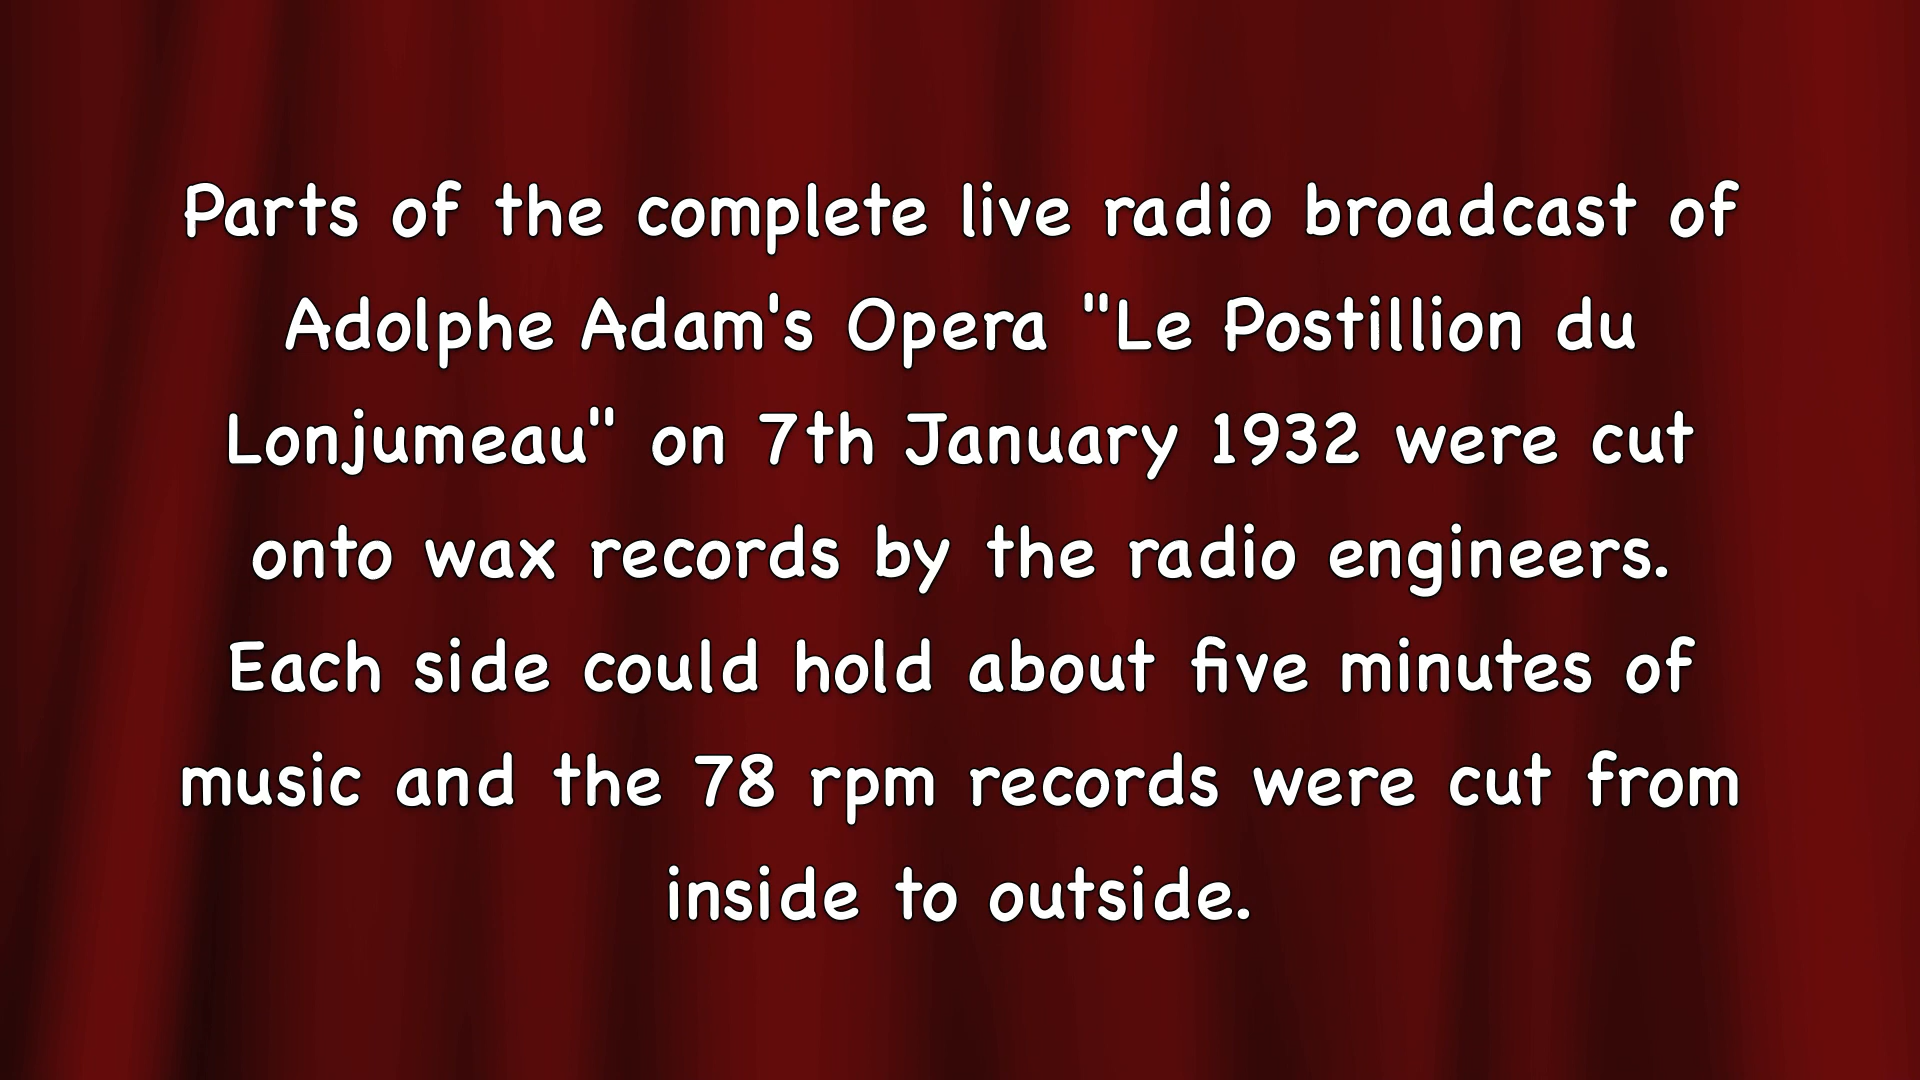 Parts of the complete live radio broadcast of
Adolphe Adam's Opera "Le Postillion du
Lonjumeau" on 7th January 1932 were cut
onto wax records by the radio engineers.
Each side could hold about five minutes of
music and the 78 rpm records were cut from
inside to outside.